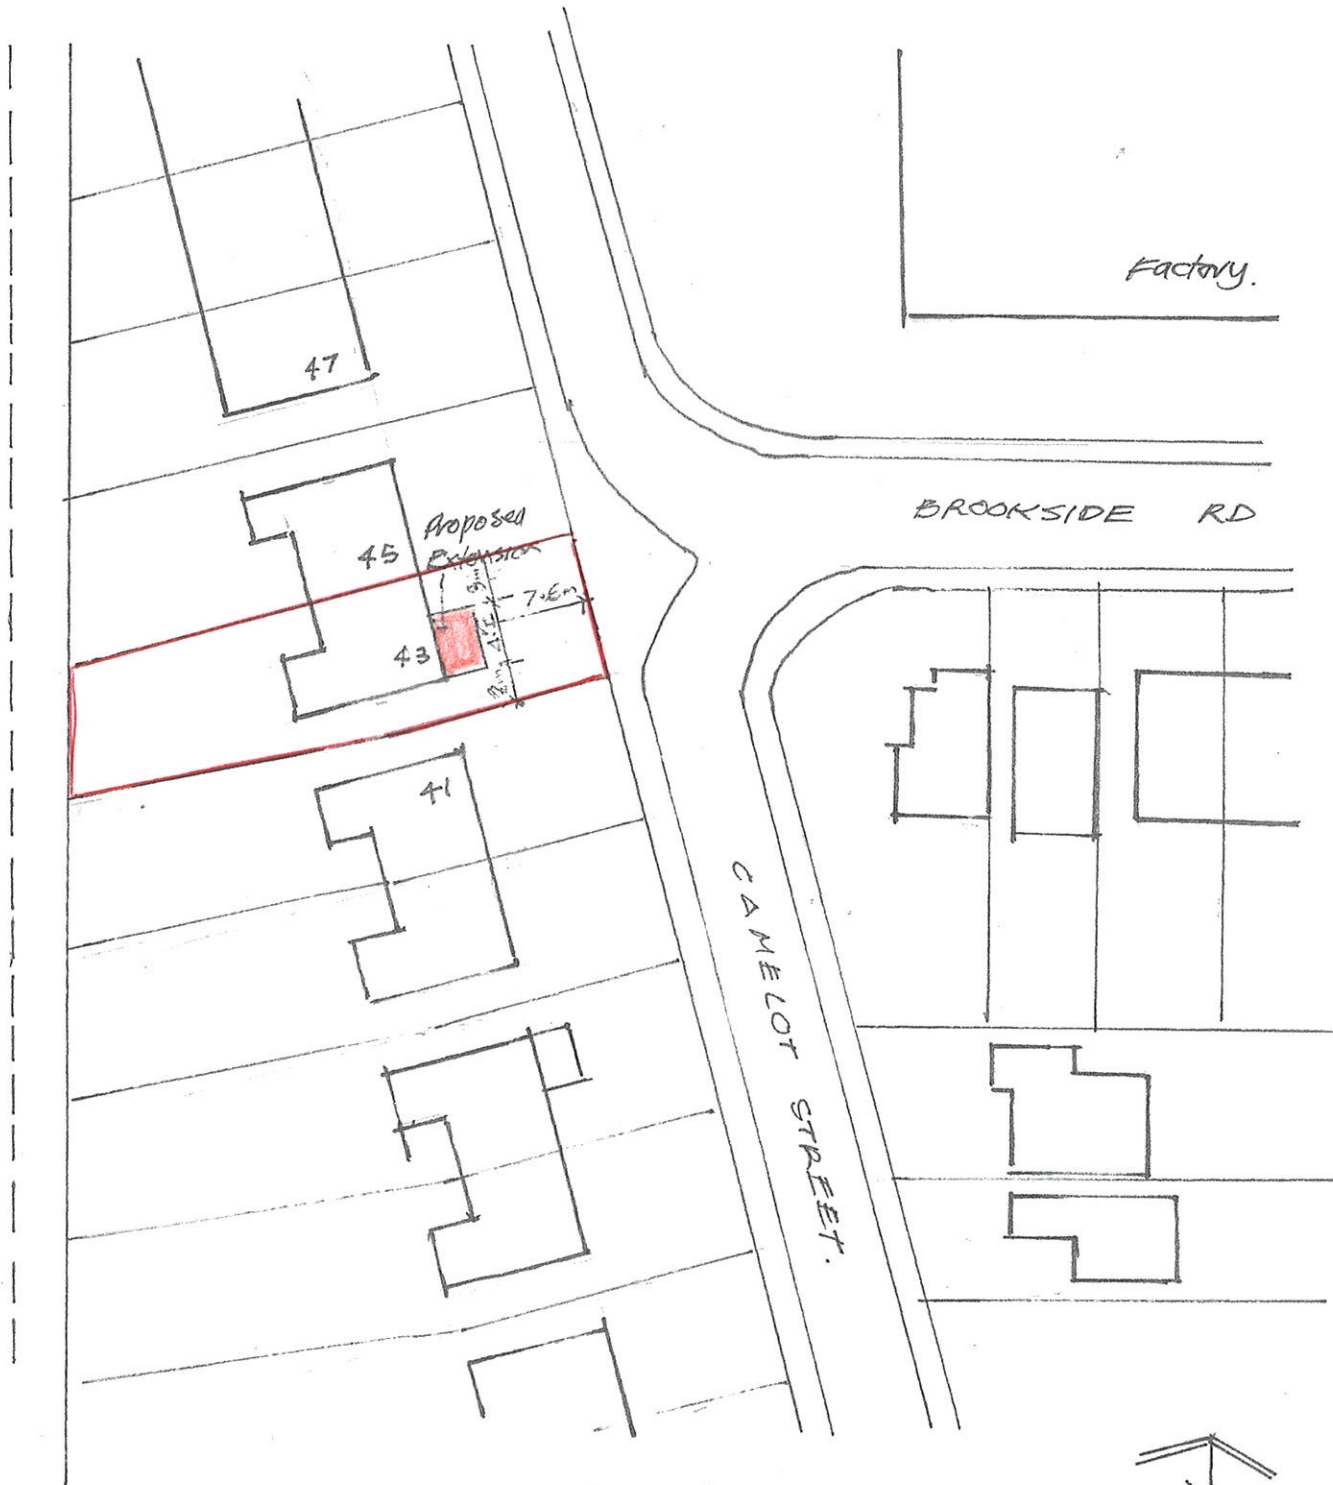 Factory.
47
BROOKSIDE RD
Proposed
Extension
45
7.6m
43
41
CAMELOT STREET.